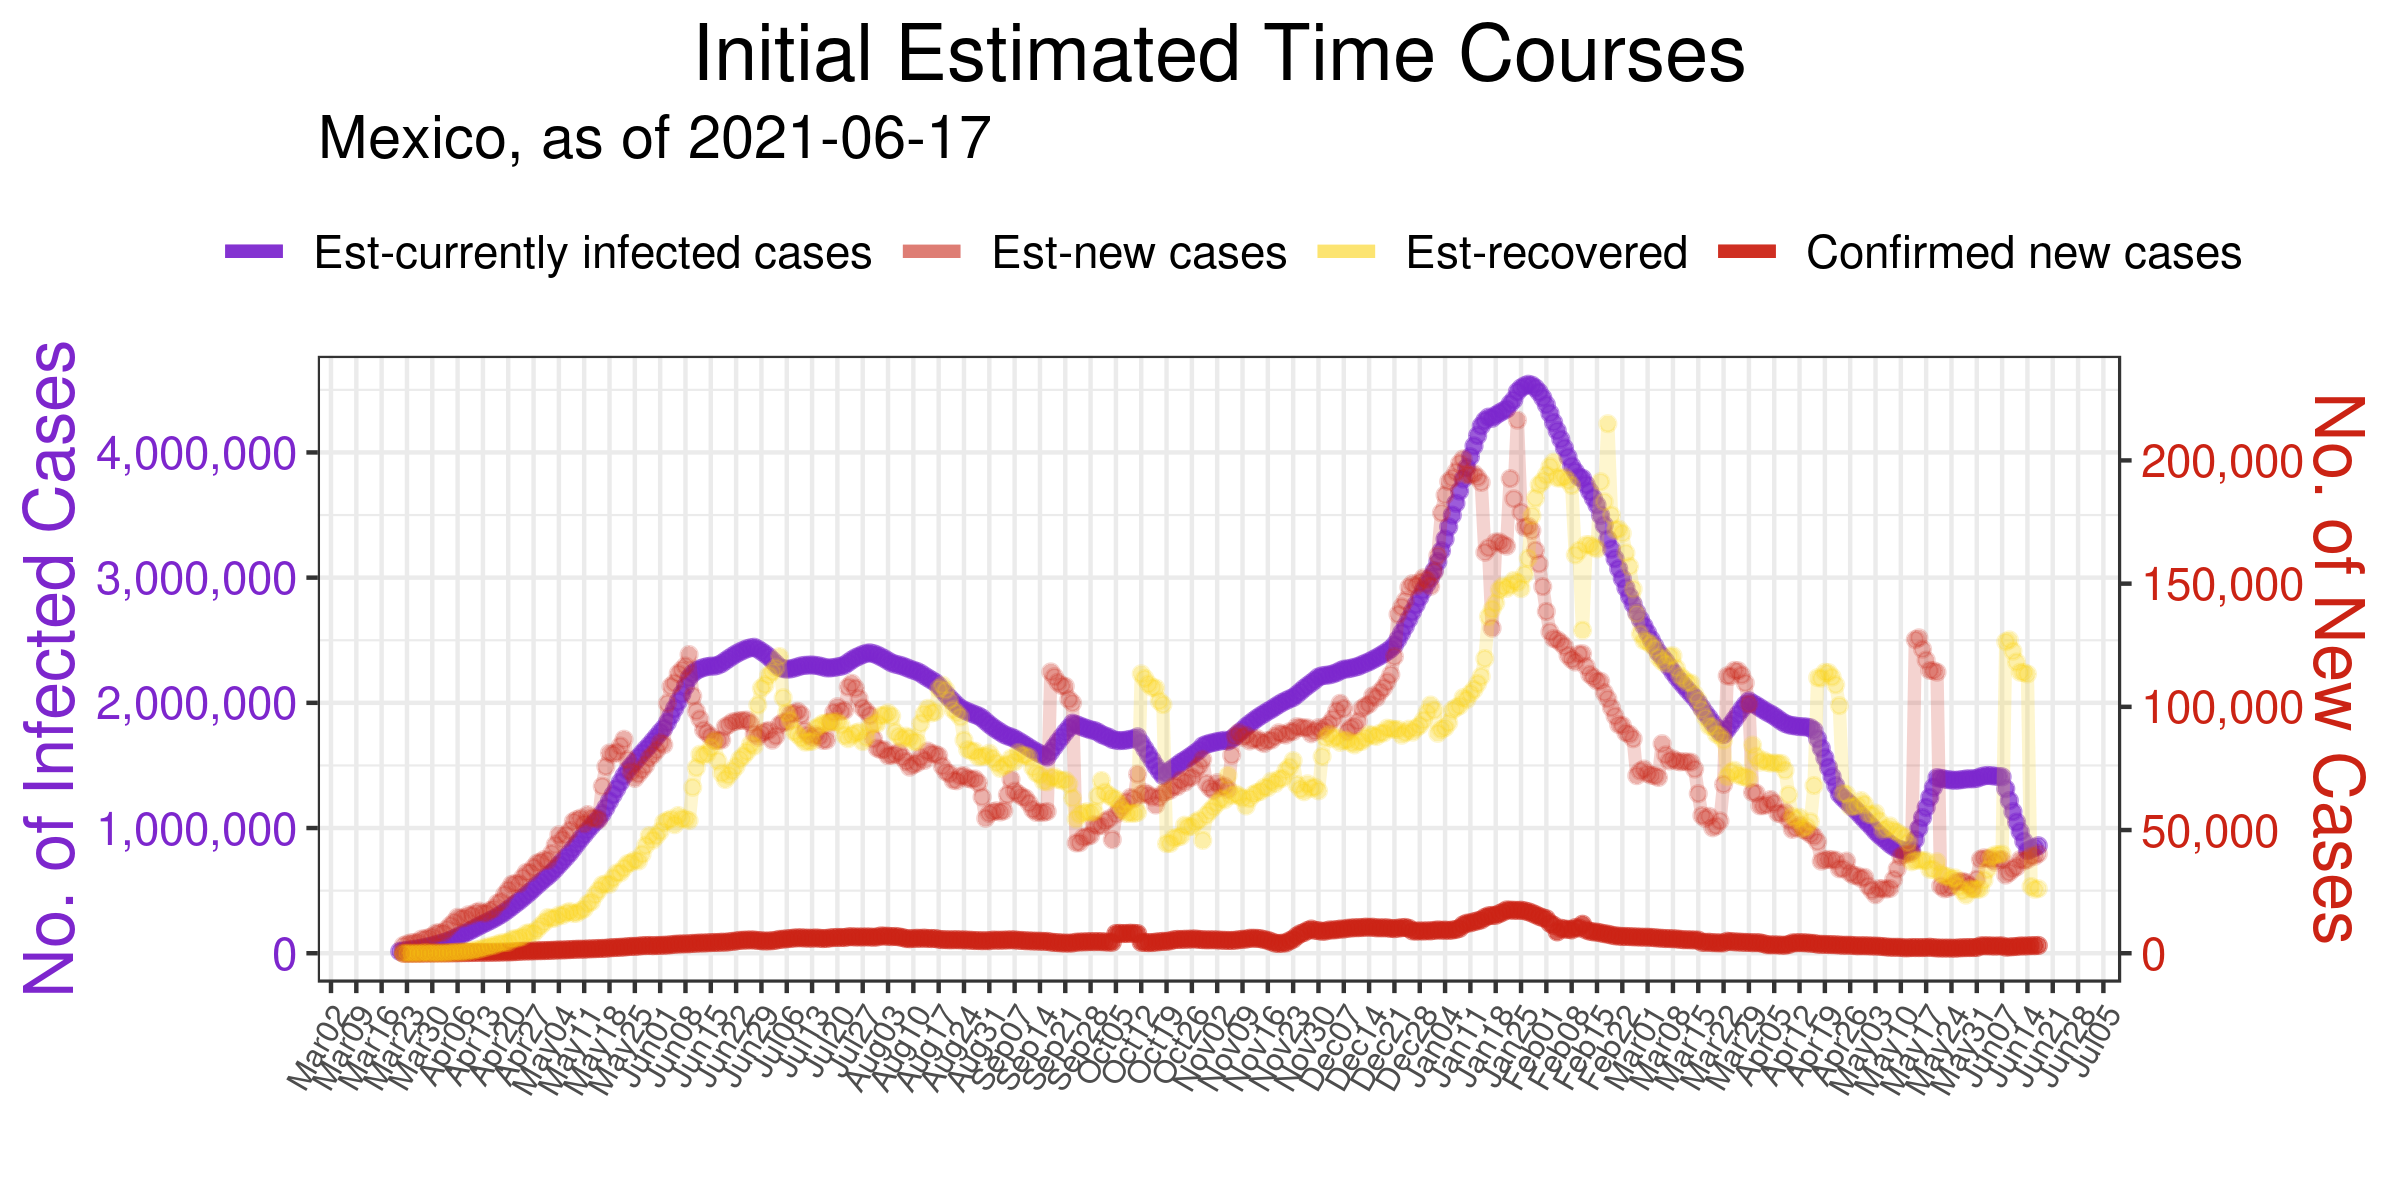 Initial Estimated Time Courses
Mexico, as of 2021-06-17
Est-currently infected cases Est-new cases Est-recovered Confirmed new cases
No. of Infected Cases
4,000,000
3,000,000
2,000,000
1,000,000
0
200,000
150,000
100,000
50,000
0
No. of New Cases
Mar02 Mar09 Mar16 Mar23 Mar30 Apr06 Apr13 Apr20 Apr27 May04 May11 May18 May25 Jun01 Jun08 Jun15 Jun22 Jun29 Jul06 Jul13 Jul20 Jul27 Aug03 Aug10 Aug17 Aug24 Aug31 Sep07 Sep14 Sep21 Sep28 Oct05 Oct12 Oct19 Oct26 Nov02 Nov09 Nov16 Nov23 Nov30 Dec07 Dec14 Dec21 Dec28 Jan04 Jan11 Jan18 Jan25 Feb01 Feb08 Feb15 Feb22 Mar01 Mar08 Mar15 Mar22 Mar29 Apr05 Apr12 Apr19 Apr26 May03 May10 May17 May24 May31 Jun07 Jun14 Jun21 Jun28 Jul05